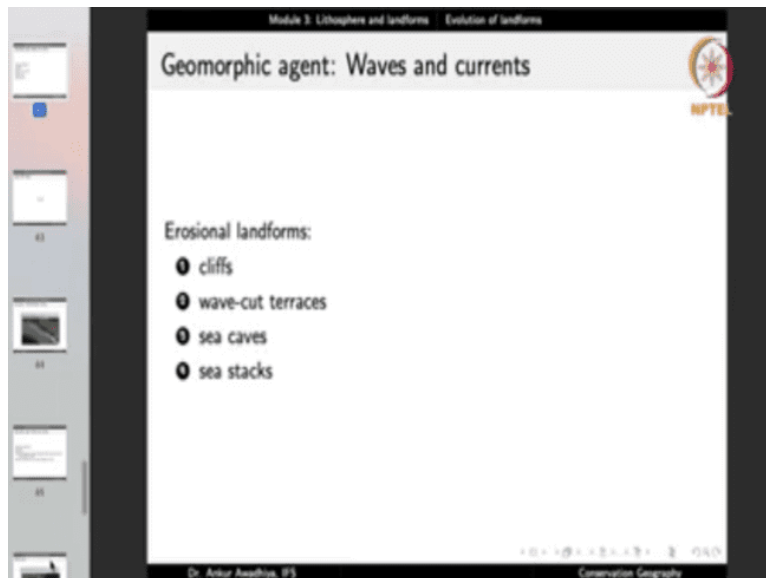 Module 3: Lithosphere and landforms Evolution of landforms
Geomorphic agent: Waves and currents
NPTEL
Erosional landforms:
1 cliffs
2 wave-cut terraces
3 sea caves
4 sea stacks
Dr. Ankur Awadhiya, IFS Conservation Geography